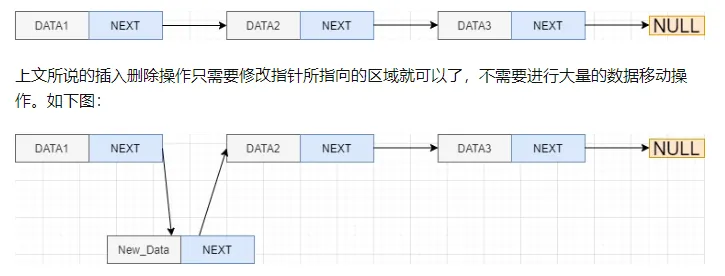 DATA1 NEXT DATA2 NEXT DATA3 NEXT NULL
上文所说的插入删除操作只需要修改指针所指向的区域就可以了，不需要进行大量的数据移动操
作。如下图：
DATA1 NEXT DATA2 NEXT DATA3 NEXT NULL
New_Data NEXT